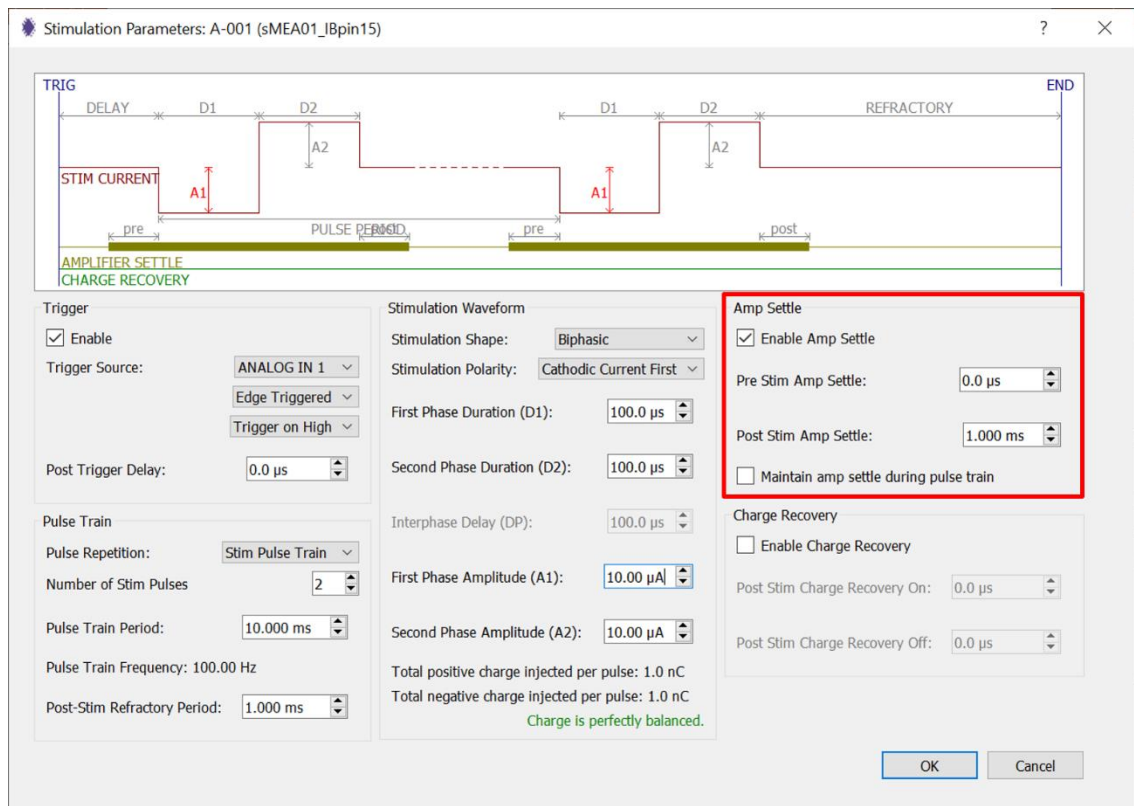 Stimulation Parameters: A-001 (sMEA01_IBpin15)
?
TRIG
END
DELAY
D1
D2
D1
D2
REFRACTORY
A2
A2
STIM CURRENT
A1
A1
pre
PULSE PERIOD
post
pre
post
AMPLIFIER SETTLE
CHARGE RECOVERY
Trigger
Enable
Trigger Source:
ANALOG IN 1
Edge Triggered
Trigger on High
Post Trigger Delay:
0.0 µs
Pulse Train
Pulse Repetition:
Stim Pulse Train
Number of Stim Pulses
2
Pulse Train Period:
10.000 ms
Pulse Train Frequency: 100.00 Hz
Post-Stim Refractory Period:
1.000 ms
Stimulation Waveform
Stimulation Shape:
Biphasic
Stimulation Polarity:
Cathodic Current First
First Phase Duration (D1):
100.0 µs
Second Phase Duration (D2):
100.0 µs
Interphase Delay (DP):
100.0 µs
First Phase Amplitude (A1):
10.00 µA
Second Phase Amplitude (A2):
10.00 µA
Total positive charge injected per pulse: 1.0 nC
Total negative charge injected per pulse: 1.0 nC
Charge is perfectly balanced.
Amp Settle
Enable Amp Settle
Pre Stim Amp Settle:
0.0 µs
Post Stim Amp Settle:
1.000 ms
Maintain amp settle during pulse train
Charge Recovery
Enable Charge Recovery
Post Stim Charge Recovery On:
0.0 µs
Post Stim Charge Recovery Off:
0.0 µs
OK
Cancel